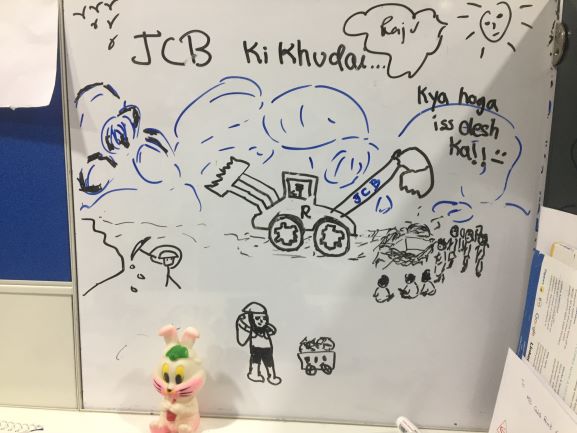 JCB Ki Khudai...
Raju
Kya hoga
iss desh
Ka!!
R
JCB